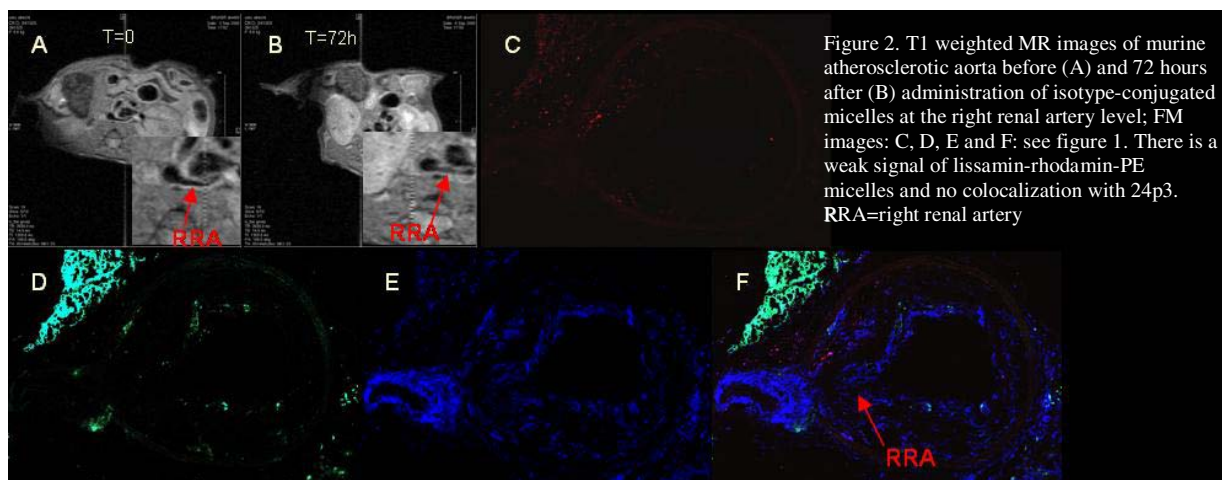 A
T=0
RRA
B
T=72h
RRA
C
Figure 2. T1 weighted MR images of murine
atherosclerotic aorta before (A) and 72 hours
after (B) administration of isotype-conjugated
micelles at the right renal artery level; FM
images: C, D, E and F: see figure 1. There is a
weak signal of lissamin-rhodamin-PE
micelles and no colocalization with 24p3.
RRA=right renal artery
D
E
F
RRA